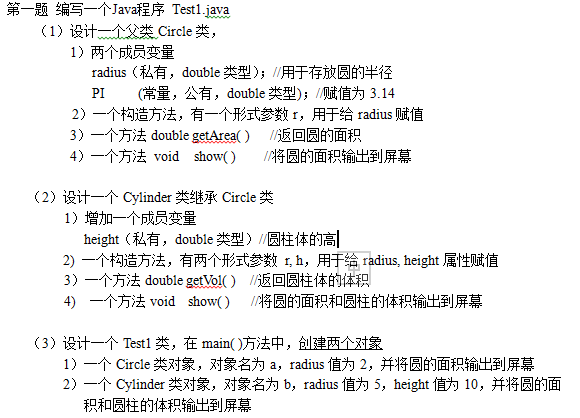 第一题 编写一个Java程序 Test1.java
（1）设计一个父类 Circle 类，
1）两个成员变量
radius（私有，double 类型）；//用于存放圆的半径
PI (常量，公有，double 类型)；//赋值为 3.14
2）一个构造方法，有一个形式参数 r，用于给 radius 赋值
3）一个方法 double getArea( ) //返回圆的面积
4）一个方法 void show( ) //将圆的面积输出到屏幕
（2）设计一个 Cylinder 类继承 Circle 类
1）增加一个成员变量
height（私有，double 类型）//圆柱体的高
2) 一个构造方法，有两个形式参数 r, h，用于给 radius, height 属性赋值
3）一个方法 double getVol( ) //返回圆柱体的体积
4) 一个方法 void show( ) //将圆的面积和圆柱的体积输出到屏幕
（3）设计一个 Test1 类，在 main( )方法中，创建两个对象
1）一个 Circle 类对象，对象名为 a，radius 值为 2，并将圆的面积输出到屏幕
2）一个 Cylinder 类对象，对象名为 b，radius 值为 5，height 值为 10，并将圆的面
积和圆柱的体积输出到屏幕